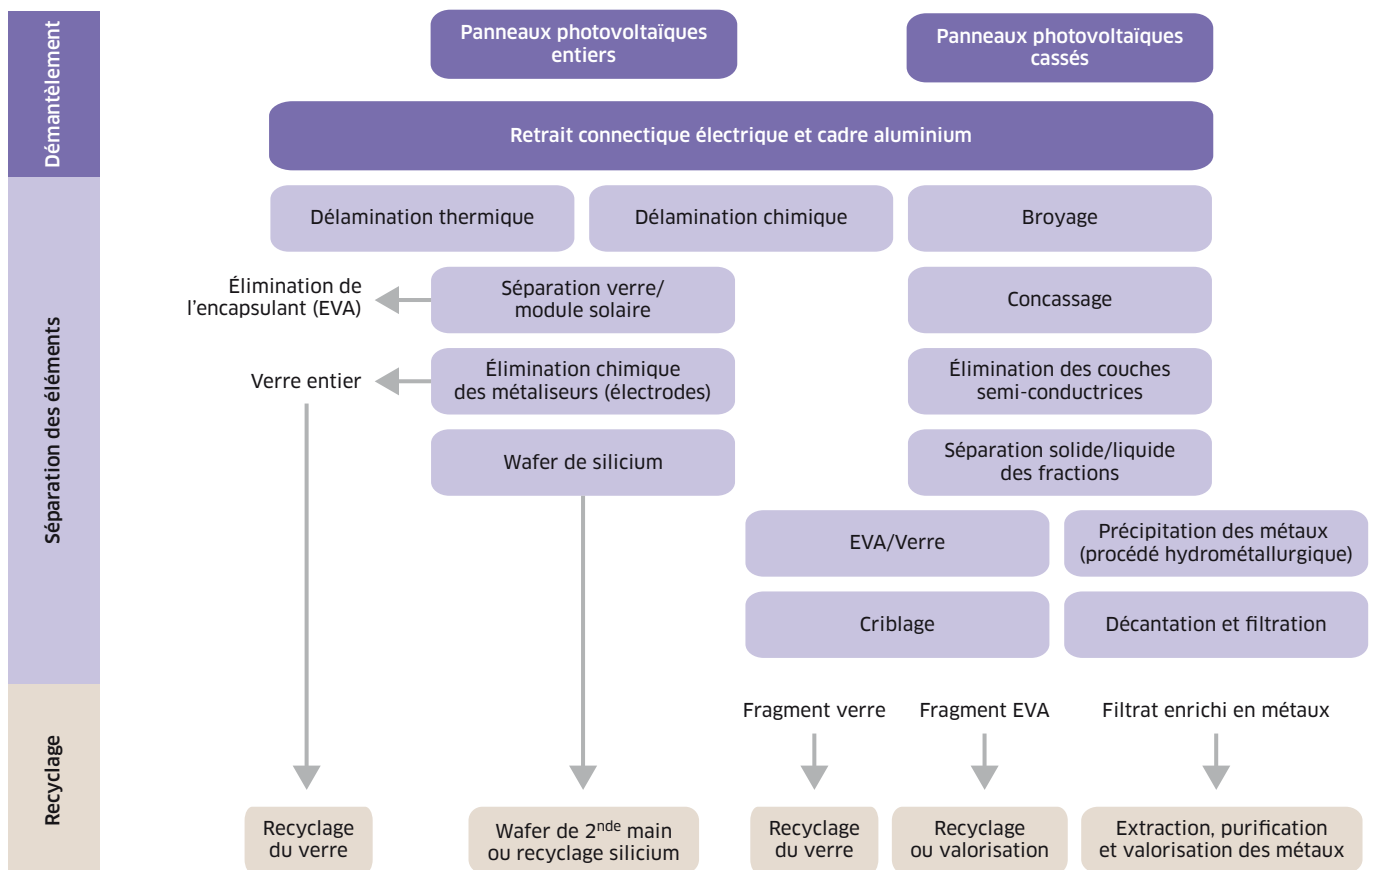 Démantèlement
Panneaux photovoltaïques
entiers
Panneaux photovoltaïques
cassés
Retrait connectique électrique et cadre aluminium
Séparation des éléments
Délamination thermique
Délamination chimique
Broyage
Élimination de
l'encapsulant (EVA)
Séparation verre/
module solaire
Concassage
Verre entier
Élimination chimique
des métaliseurs (électrodes)
Élimination des couches
semi-conductrices
Wafer de silicium
Séparation solide/liquide
des fractions
EVA/Verre
Précipitation des métaux
(procédé hydrométallurgique)
Criblage
Décantation et filtration
Recyclage
Fragment verre
Fragment EVA
Filtrat enrichi en métaux
Recyclage
du verre
Wafer de 2nde main
ou recyclage silicium
Recyclage
du verre
Recyclage
ou valorisation
Extraction, purification
et valorisation des métaux